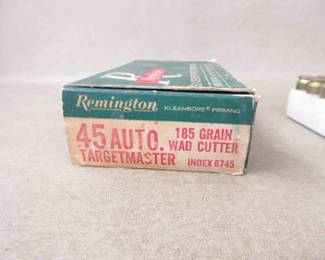 Remington KLEANBORE® PRIMING
45 AUTO. 185 GRAIN
TARGETMASTER WAD CUTTER
INDEX 6745